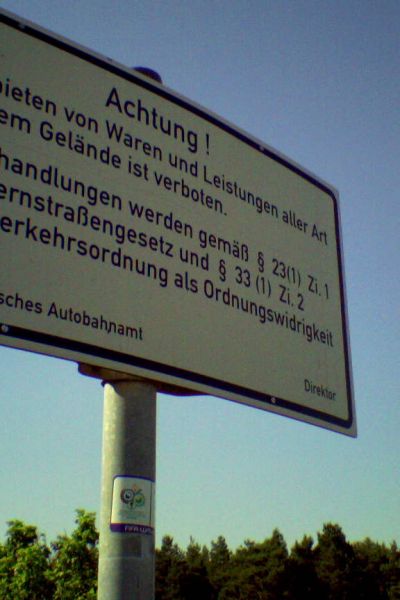 Achtung !
bieten von Waren und Leistungen aller Art
em Gelände ist verboten.
handlungen werden gemäß § 23(1) Zi. 1
ernstraßengesetz und § 33 (1) Zi. 2
erkehrsordnung als Ordnungswidrigkeit
sches Autobahnamt
Direktor